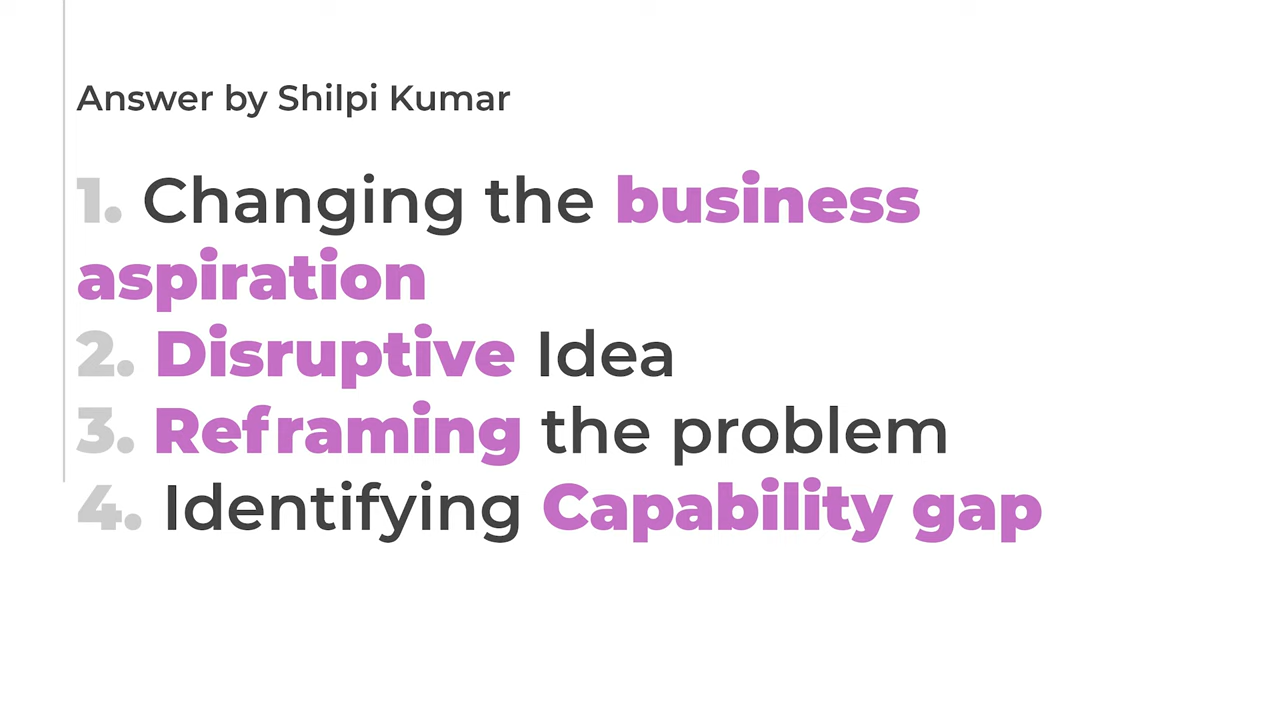 Answer by Shilpi Kumar
1. Changing the business
aspiration
2. Disruptive Idea
3. Reframing the problem
4. Identifying Capability gap